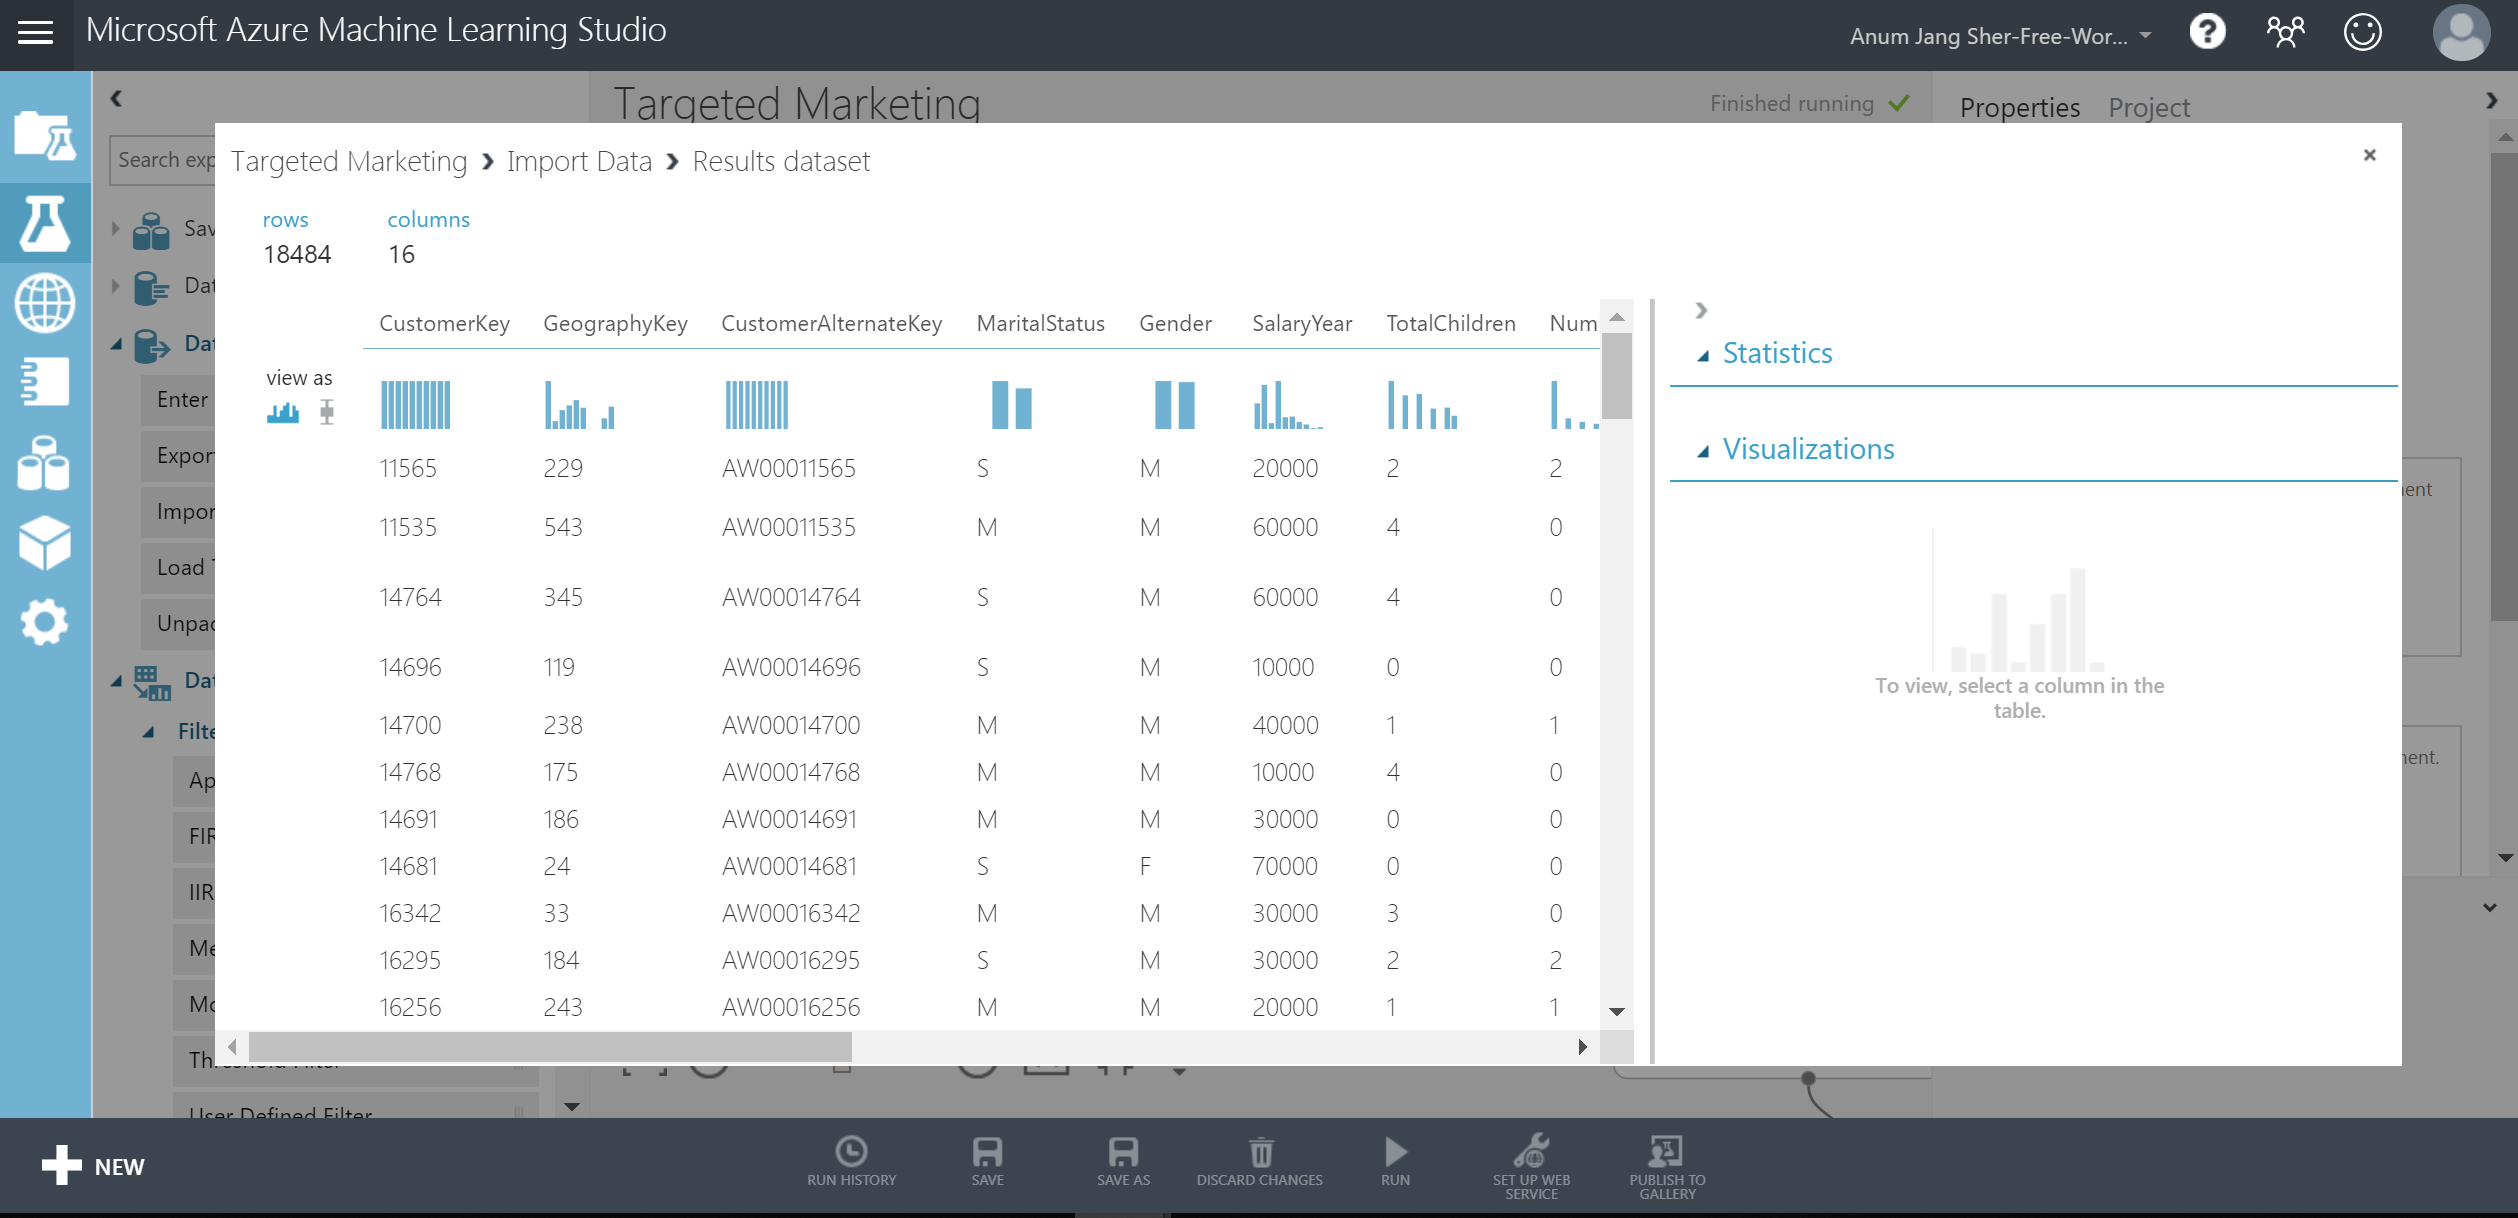 Microsoft Azure Machine Learning Studio
Anum Jang Sher-Free-Wor...
Targeted Marketing
Finished running
Properties Project
Search exp
Targeted Marketing Import Data Results dataset
rows columns
18484 16
CustomerKey GeographyKey CustomerAlternateKey MaritalStatus Gender SalaryYear TotalChildren Num
view as
11565 229 AW00011565 S M 20000 2 2
11535 543 AW00011535 M M 60000 4 0
14764 345 AW00014764 S M 60000 4 0
14696 119 AW00014696 S M 10000 0 0
14700 238 AW00014700 M M 40000 1 1
14768 175 AW00014768 M M 10000 4 0
14691 186 AW00014691 M M 30000 0 0
14681 24 AW00014681 S F 70000 0 0
16342 33 AW00016342 M M 30000 3 0
16295 184 AW00016295 S M 30000 2 2
16256 243 AW00016256 M M 20000 1 1
Statistics
Visualizations
To view, select a column in the
table.
Sav
Dat
Dat
Enter
Expor
Impor
Load
Unpac
Dat
Filte
Ap
FIR
IIR
Me
Mo
Threshold Filter
User Defined Filter
ent
ent.
NEW
RUN HISTORY
SAVE
SAVE AS
DISCARD CHANGES
RUN
SET UP WEB
SERVICE
PUBLISH TO
GALLERY